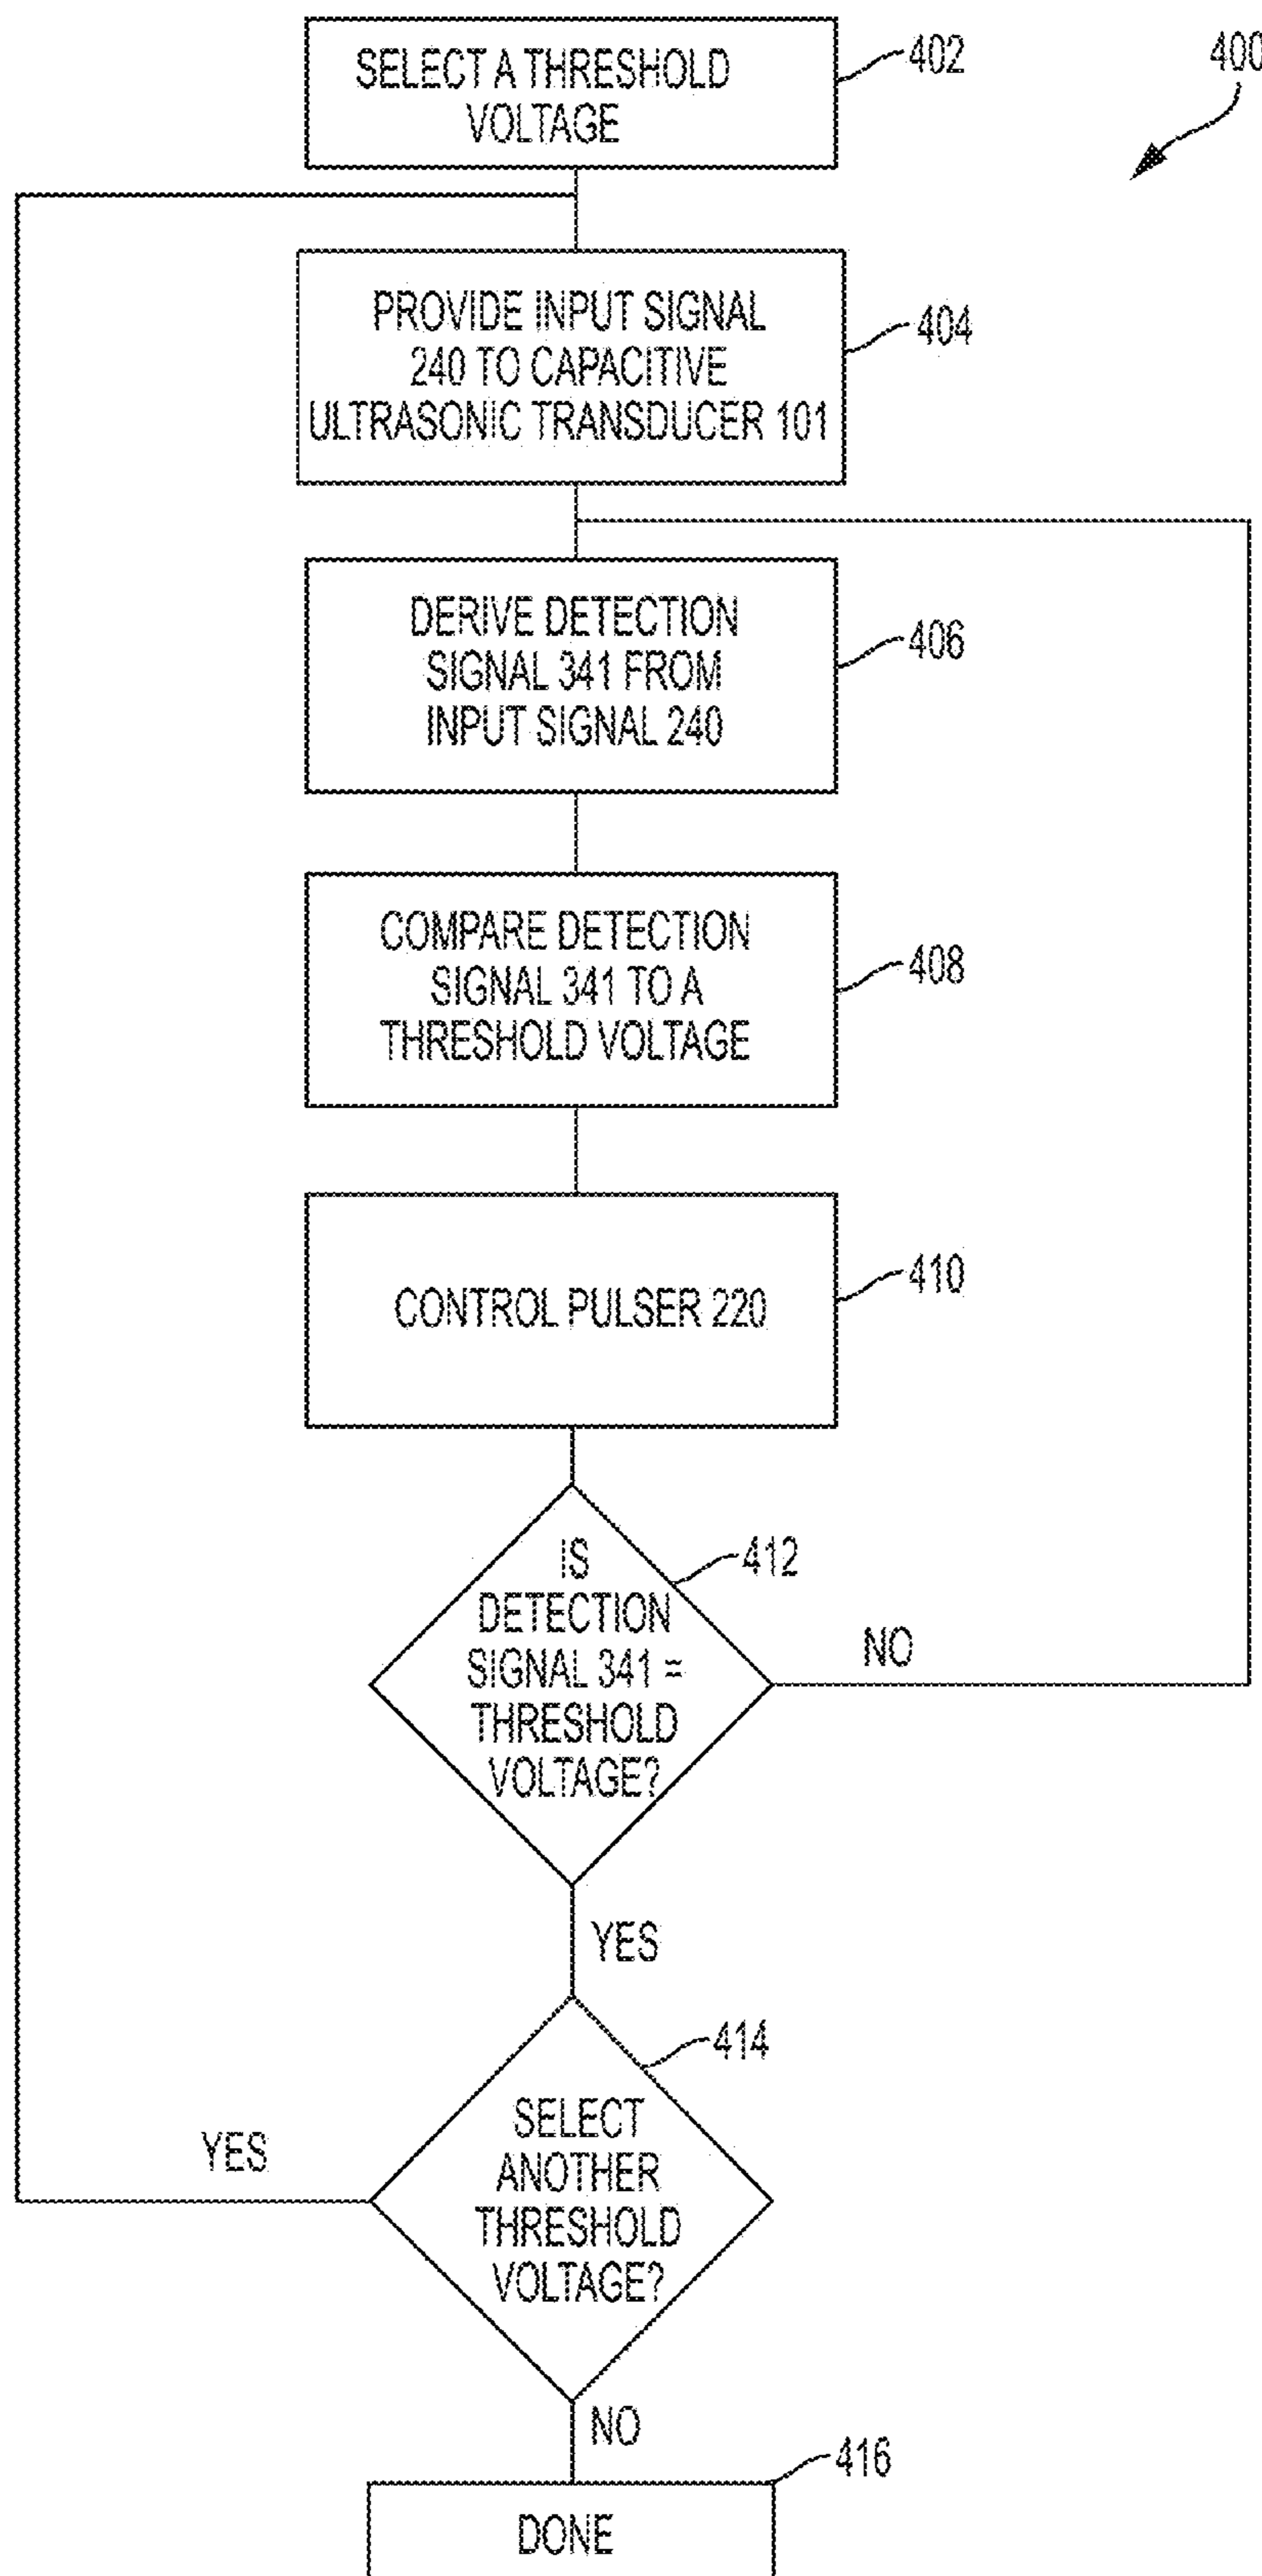 SELECT A THRESHOLD
VOLTAGE
402
400
PROVIDE INPUT SIGNAL
240 TO CAPACITIVE
ULTRASONIC TRANSDUCER 101
404
DERIVE DETECTION
SIGNAL 341 FROM
INPUT SIGNAL 240
406
COMPARE DETECTION
SIGNAL 341 TO A
THRESHOLD VOLTAGE
408
CONTROL PULSER 220
410
IS
DETECTION
SIGNAL 341 =
THRESHOLD
VOLTAGE?
412
NO
YES
414
SELECT
ANOTHER
THRESHOLD
VOLTAGE?
YES
NO
416
DONE